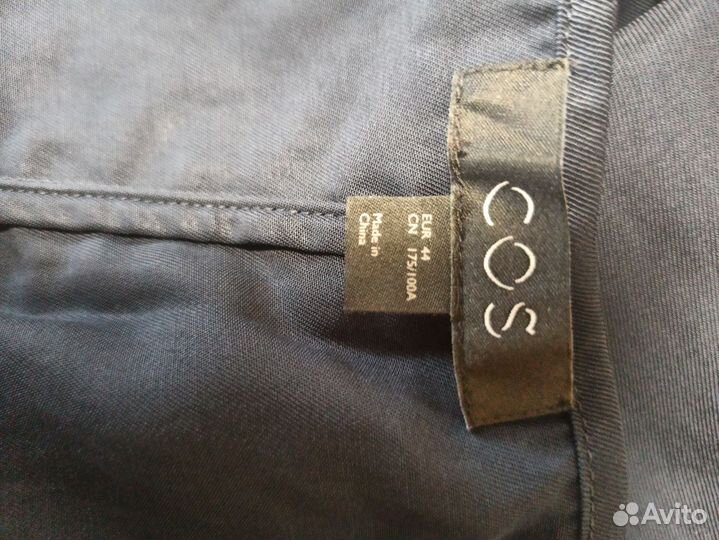 COS
EUR 44
CN 175/100A
Made in
China
Avito